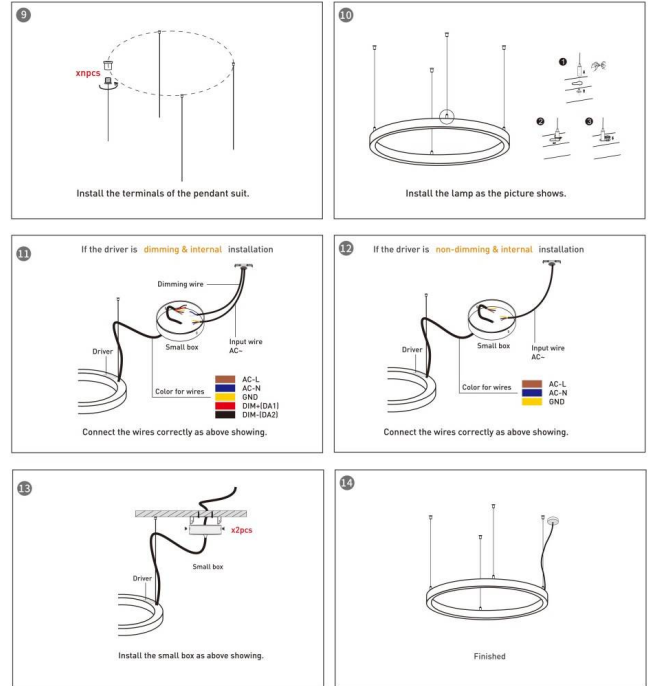 9
xnpcs
Install the terminals of the pendant suit.
10
1
2
3
Install the lamp as the picture shows.
11
If the driver is dimming & internal installation
Dimming wire
Driver
Small box
Input wire
AC~
Color for wires
AC-L
AC-N
GND
DIM+(DA1)
DIM-(DA2)
Connect the wires correctly as above showing.
12
If the driver is non-dimming & internal installation
Driver
Small box
Input wire
AC~
Color for wires
AC-L
AC-N
GND
Connect the wires correctly as above showing.
13
x2pcs
Small box
Driver
Install the small box as above showing.
14
Finished